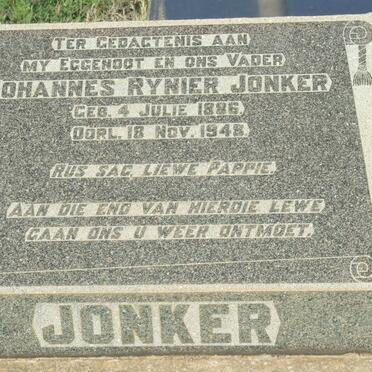 TER GEDAGTENIS AAN
MY EGGENOOT EN ONS VADER
JOHANNES RYNIER JONKER
GEB. 4 JULIE 1886
OORL. 18 NOV. 1948
RUS SAG, LIEWE PAPPIE.
AAN DIE END VAN HIERDIE LEWE
GAAN ONS U WEER ONTMOET.
JONKER